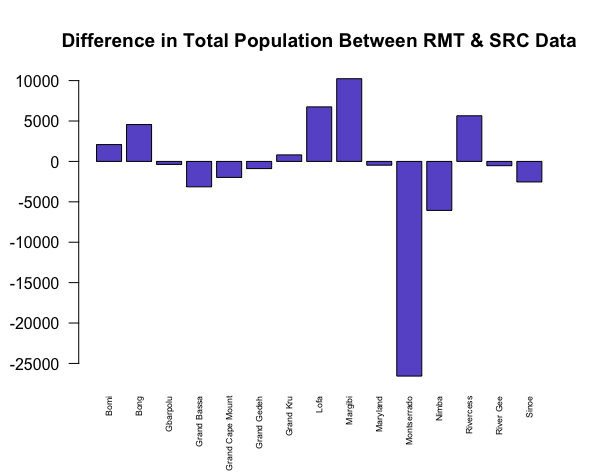 Difference in Total Population Between RMT & SRC Data
10000
5000
0
-5000
-10000
-15000
-20000
-25000
Bomi
Bong
Gbarpolu
Grand Bassa
Grand Cape Mount
Grand Gedeh
Grand Kru
Lofa
Margibi
Maryland
Montserrado
Nimba
Rivercess
River Gee
Sinoe